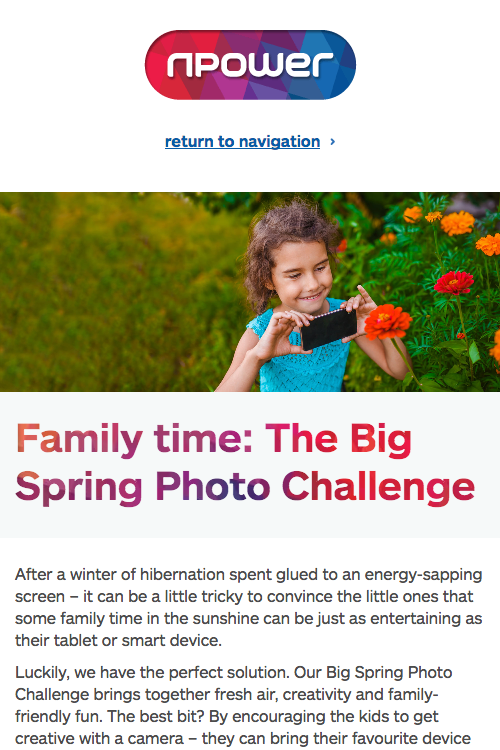 npower
return to navigation ›
Family time: The Big
Spring Photo Challenge
After a winter of hibernation spent glued to an energy-sapping
screen – it can be a little tricky to convince the little ones that
some family time in the sunshine can be just as entertaining as
their tablet or smart device.
Luckily, we have the perfect solution. Our Big Spring Photo
Challenge brings together fresh air, creativity and family-
friendly fun. The best bit? By encouraging the kids to get
creative with a camera – they can bring their favourite device